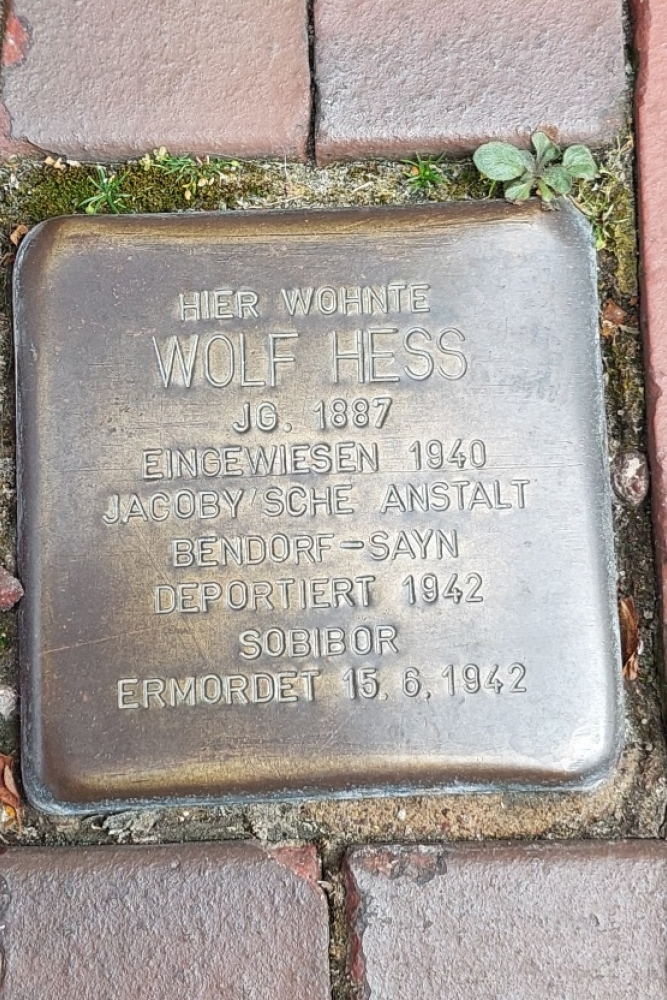 HIER WOHNTE
WOLF HESS
JG. 1887
EINGEWIESEN 1940
JACOBY'SCHE ANSTALT
BENDORF-SAYN
DEPORTIERT 1942
SOBIBOR
ERMORDET 15.6.1942